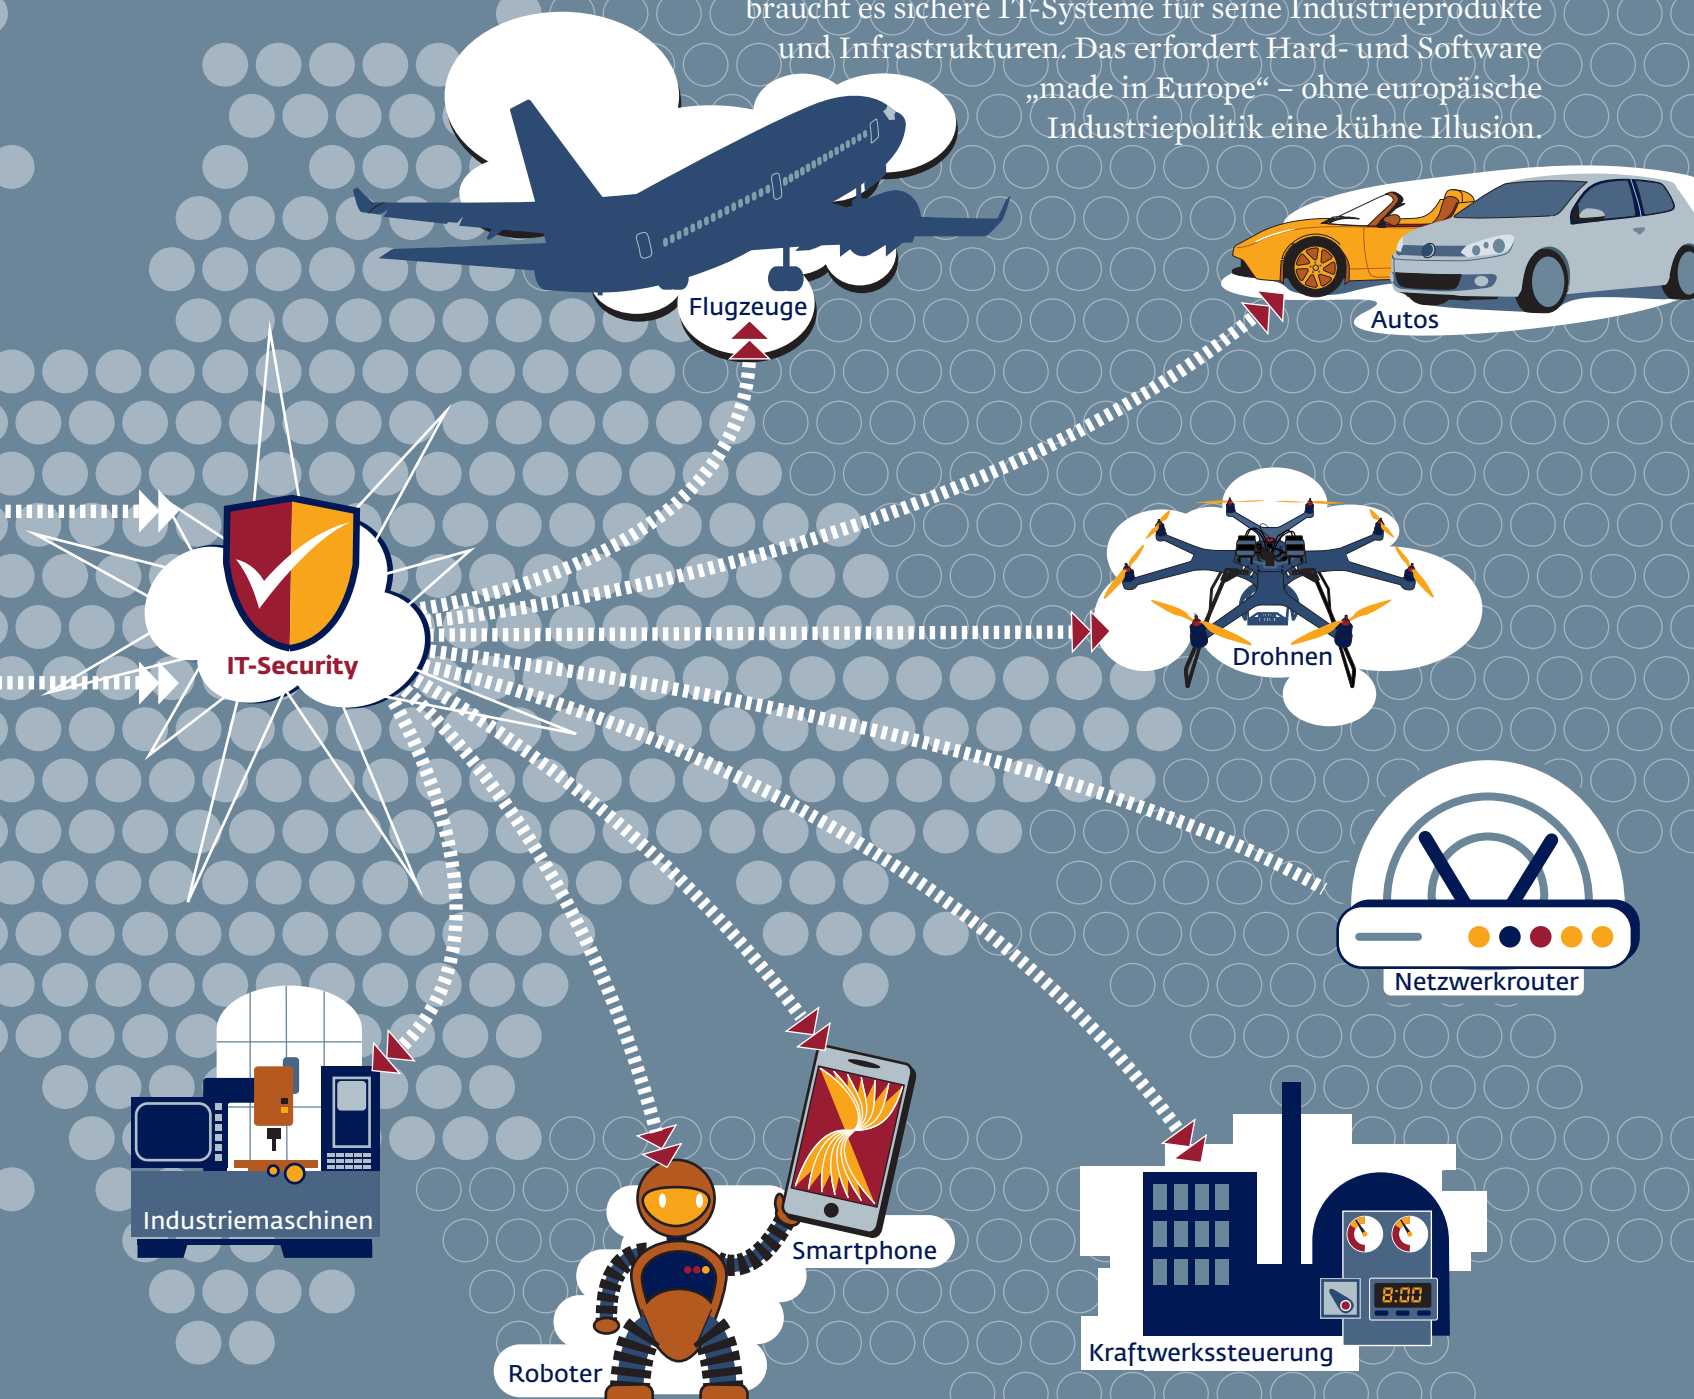 braucht es sichere IT-Systeme für seine Industrieprodukte
und Infrastrukturen. Das erfordert Hard- und Software
„made in Europe“ – ohne europäische
Industriepolitik eine kühne Illusion.
Flugzeuge
Autos
IT-Security
Drohnen
Netzwerkrouter
Industriemaschinen
Smartphone
8:00
Kraftwerkssteuerung
Roboter